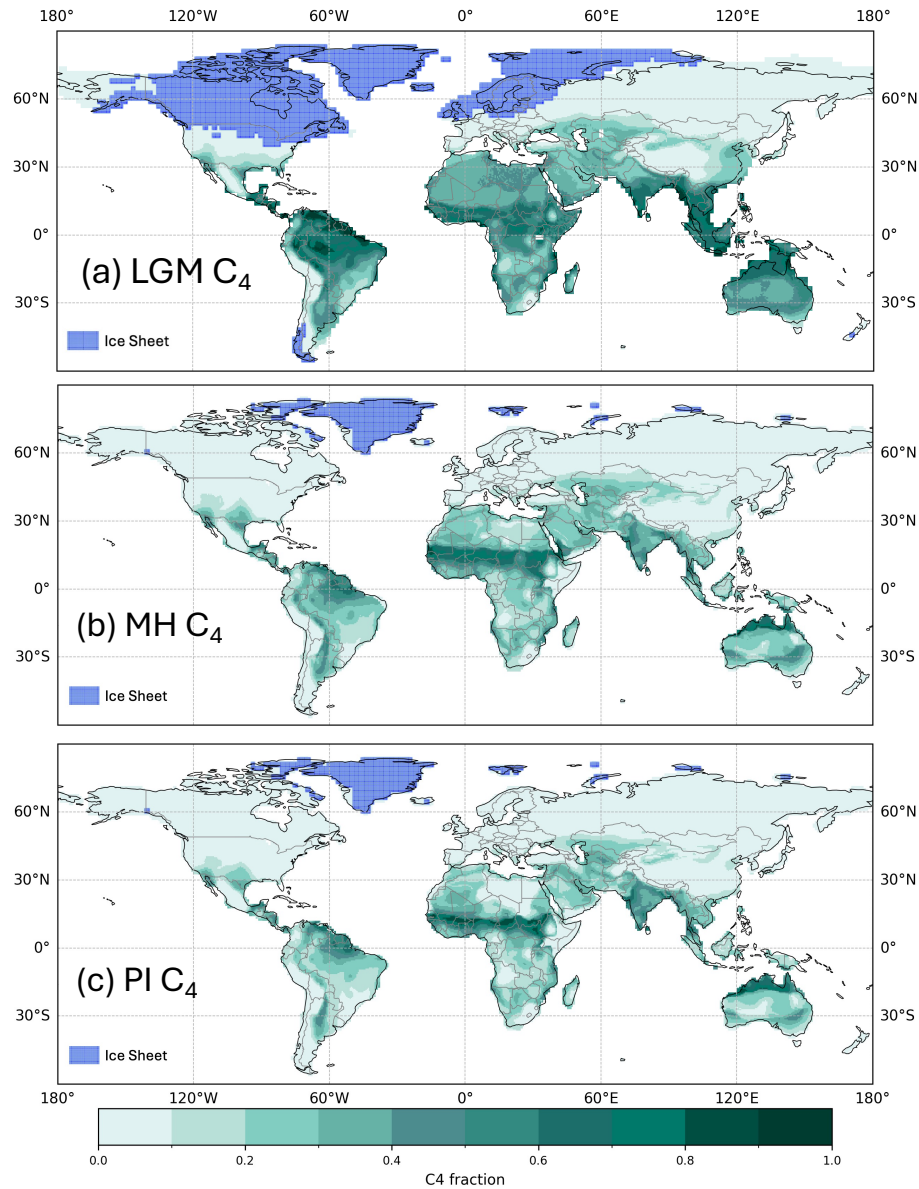 180° 120°W 60°W 0° 60°E 120°E 180°
60°N 60°N
30°N 30°N
0° 0°
(a) LGM C₄
30°S 30°S
Ice Sheet
60°N 60°N
30°N 30°N
0° 0°
(b) MH C₄
30°S 30°S
Ice Sheet
60°N 60°N
30°N 30°N
0° 0°
(c) PI C₄
30°S 30°S
Ice Sheet
180° 120°W 60°W 0° 60°E 120°E 180°
0.0 0.2 0.4 0.6 0.8 1.0
C4 fraction